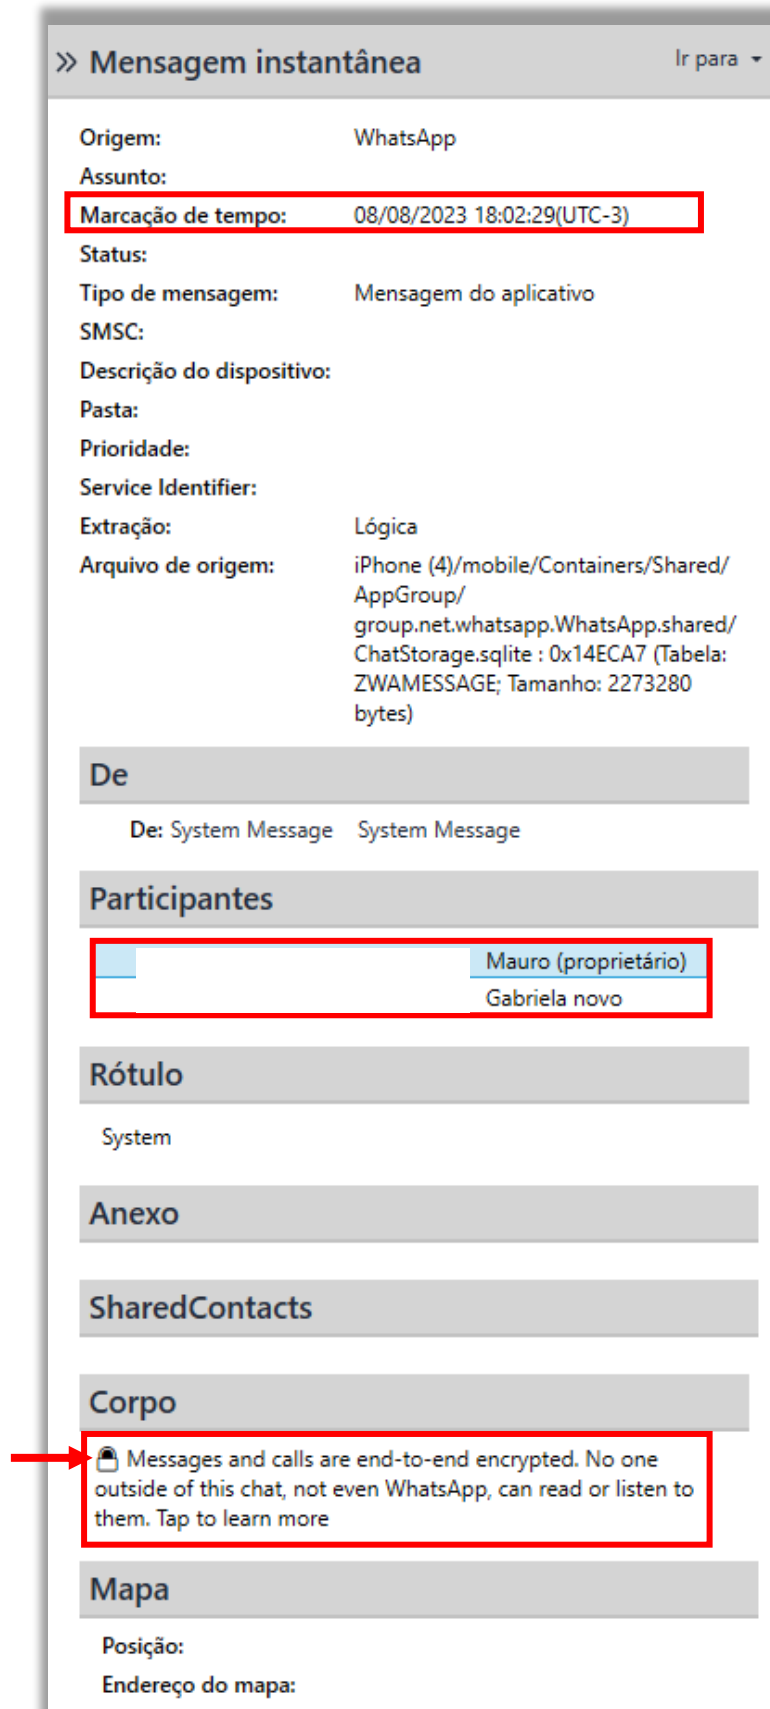 » Mensagem instantânea Ir para
Origem: WhatsApp
Assunto:
Marcação de tempo: 08/08/2023 18:02:29(UTC-3)
Status:
Tipo de mensagem: Mensagem do aplicativo
SMSC:
Descrição do dispositivo:
Pasta:
Prioridade:
Service Identifier:
Extração: Lógica
Arquivo de origem: iPhone (4)/mobile/Containers/Shared/
AppGroup/
group.net.whatsapp.WhatsApp.shared/
ChatStorage.sqlite : 0x14ECA7 (Tabela:
ZWAMESSAGE; Tamanho: 2273280
bytes)
De
De: System Message System Message
Participantes
Mauro (proprietário)
Gabriela novo
Rótulo
System
Anexo
SharedContacts
Corpo
🔒 Messages and calls are end-to-end encrypted. No one
outside of this chat, not even WhatsApp, can read or listen to
them. Tap to learn more
Mapa
Posição:
Endereço do mapa: